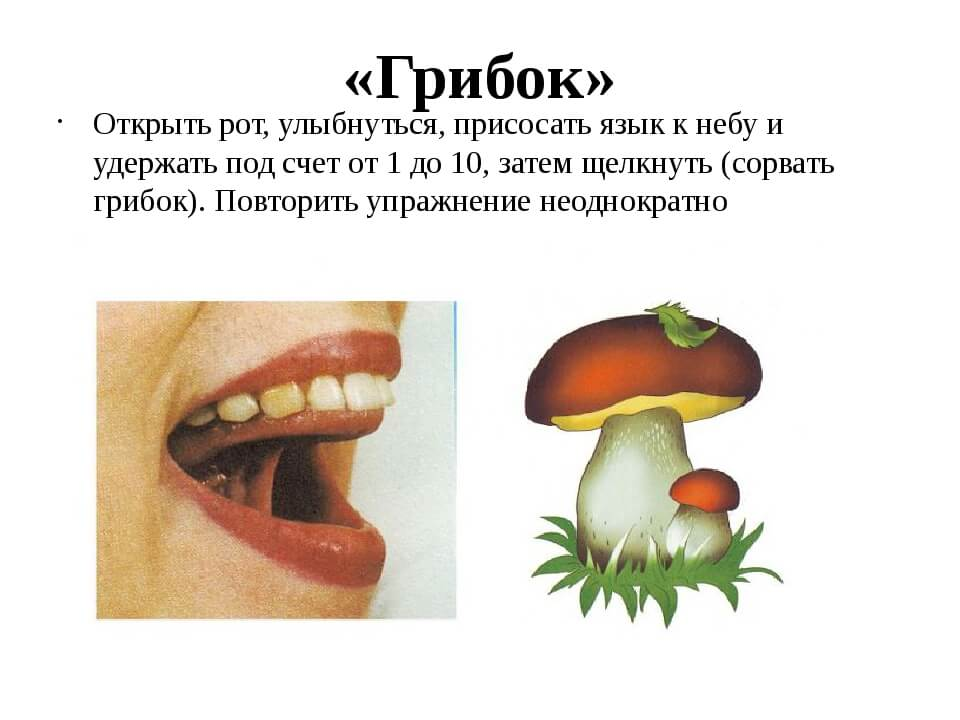 «Грибок»
• Открыть рот, улыбнуться, присосать язык к небу и
удержать под счет от 1 до 10, затем щелкнуть (сорвать
грибок). Повторить упражнение неоднократно